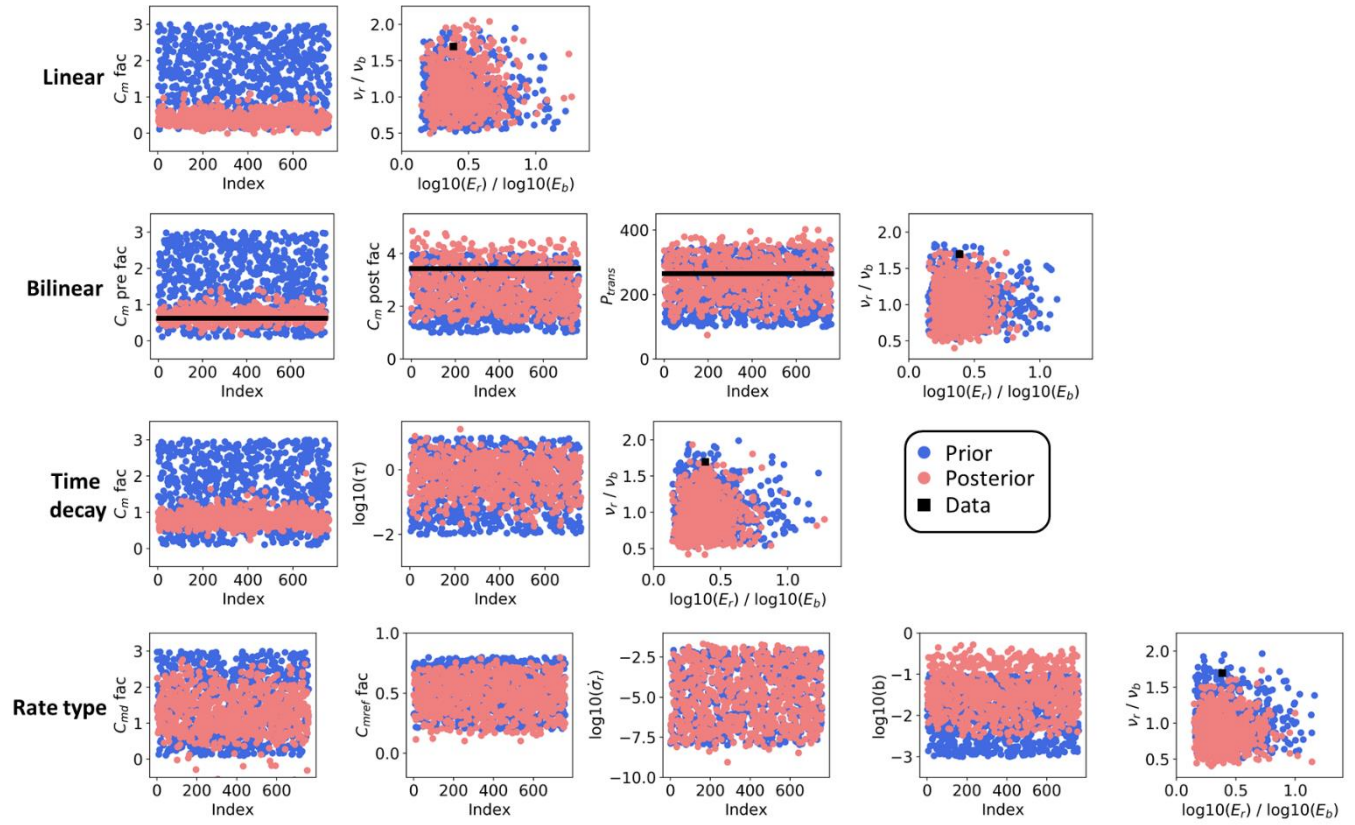 Linear
C_m fac
3
2
1
0
0 200 400 600
Index
ν_r / ν_b
2.0
1.5
1.0
0.5
0.0 0.5 1.0
log10(E_r) / log10(E_b)
Bilinear
C_m pre fac
3
2
1
0
0 200 400 600
Index
C_m post fac
4
2
0
0 200 400 600
Index
P_trans
400
200
0
0 200 400 600
Index
ν_r / ν_b
2.0
1.5
1.0
0.5
0.0 0.5 1.0
log10(E_r) / log10(E_b)
Time
decay
C_m fac
3
2
1
0
0 200 400 600
Index
log10(τ)
0
−2
0 200 400 600
Index
ν_r / ν_b
2.0
1.5
1.0
0.5
0.0 0.5 1.0
log10(E_r) / log10(E_b)
Prior
Posterior
Data
Rate type
C_md fac
3
2
1
0
0 200 400 600
Index
C_mref fac
1.0
0.5
0.0
0 200 400 600
Index
log10(σ̇_r)
−2.5
−5.0
−7.5
−10.0
0 200 400 600
Index
log10(b)
0
−1
−2
−3
0 200 400 600
Index
ν_r / ν_b
2.0
1.5
1.0
0.5
0.0 0.5 1.0
log10(E_r) / log10(E_b)